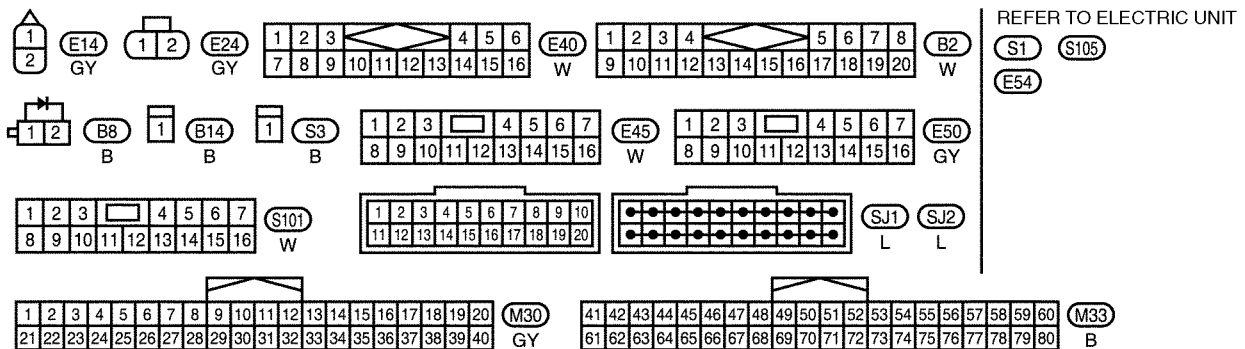 REFER TO ELECTRIC UNIT
1
2
E14
GY
1 2
E24
GY
1 2 3 4 5 6
7 8 9 10 11 12 13 14 15 16
E40
W
1 2 3 4 5 6 7 8
9 10 11 12 13 14 15 16 17 18 19 20
B2
W
S1 S105
E54
1 2
B8
B
1
B14
B
1
S3
B
1 2 3 4 5 6 7
8 9 10 11 12 13 14 15 16
E45
W
1 2 3 4 5 6 7
8 9 10 11 12 13 14 15 16
E50
GY
1 2 3 4 5 6 7
8 9 10 11 12 13 14 15 16
S101
W
1 2 3 4 5 6 7 8 9 10
11 12 13 14 15 16 17 18 19 20
SJ1 SJ2
L L
1 2 3 4 5 6 7 8 9 10 11 12 13 14 15 16 17 18 19 20
21 22 23 24 25 26 27 28 29 30 31 32 33 34 35 36 37 38 39 40
M30
GY
41 42 43 44 45 46 47 48 49 50 51 52 53 54 55 56 57 58 59 60
61 62 63 64 65 66 67 68 69 70 71 72 73 74 75 76 77 78 79 80
M33
B